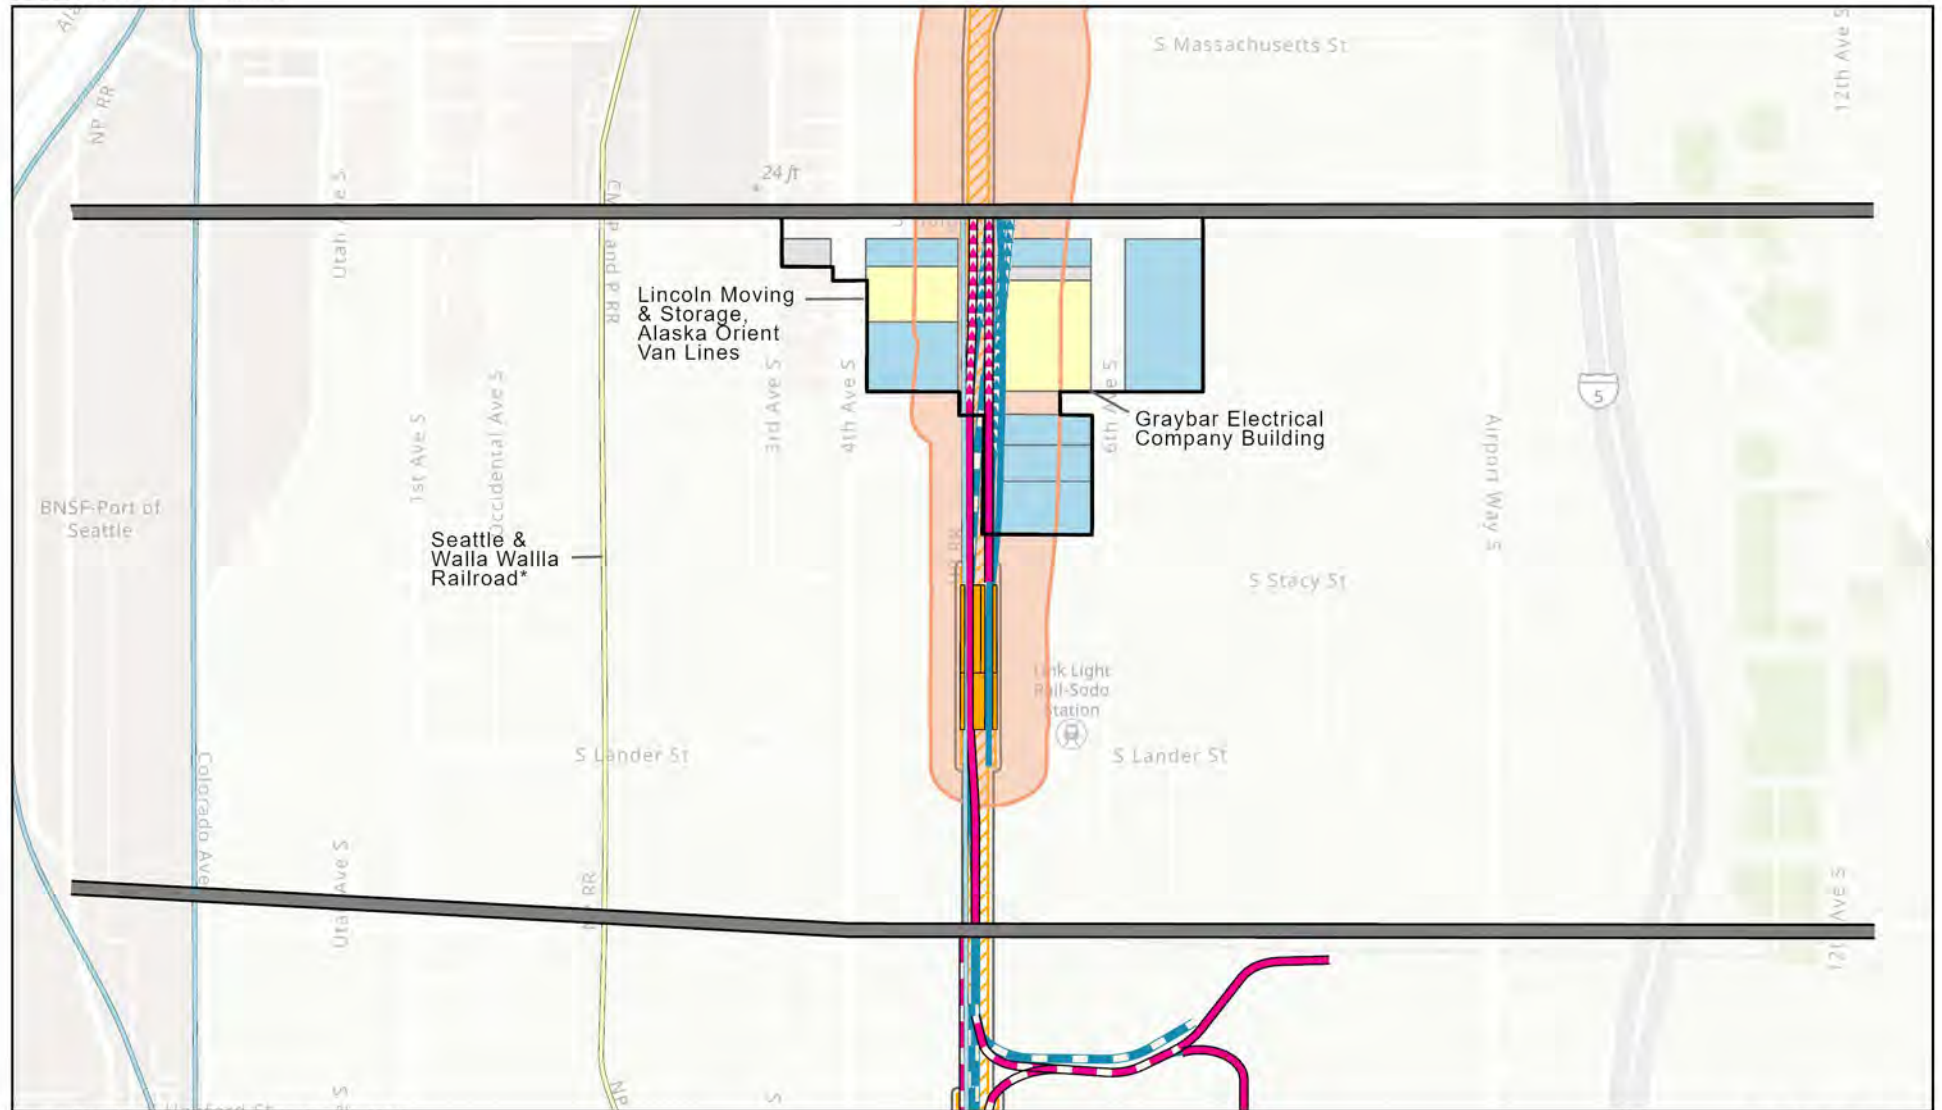 S Massachusetts St
12th Ave S
NP RR
24 ft
Utah Ave S
CM SP and P RR
Lincoln Moving
& Storage,
Alaska Orient
Van Lines
3rd Ave S
4th Ave S
6th Ave S
Graybar Electrical
Company Building
5
1st Ave S
Occidental Ave S
Airport Way S
BNSF-Port of
Seattle
Seattle &
Walla Wallla
Railroad*
RR
S Stacy St
Link Light
Rail-Sodo
Station
S Lander St
S Lander St
Colorado Ave
Utah Ave S
NP RR
12th Ave S
NP
S
S